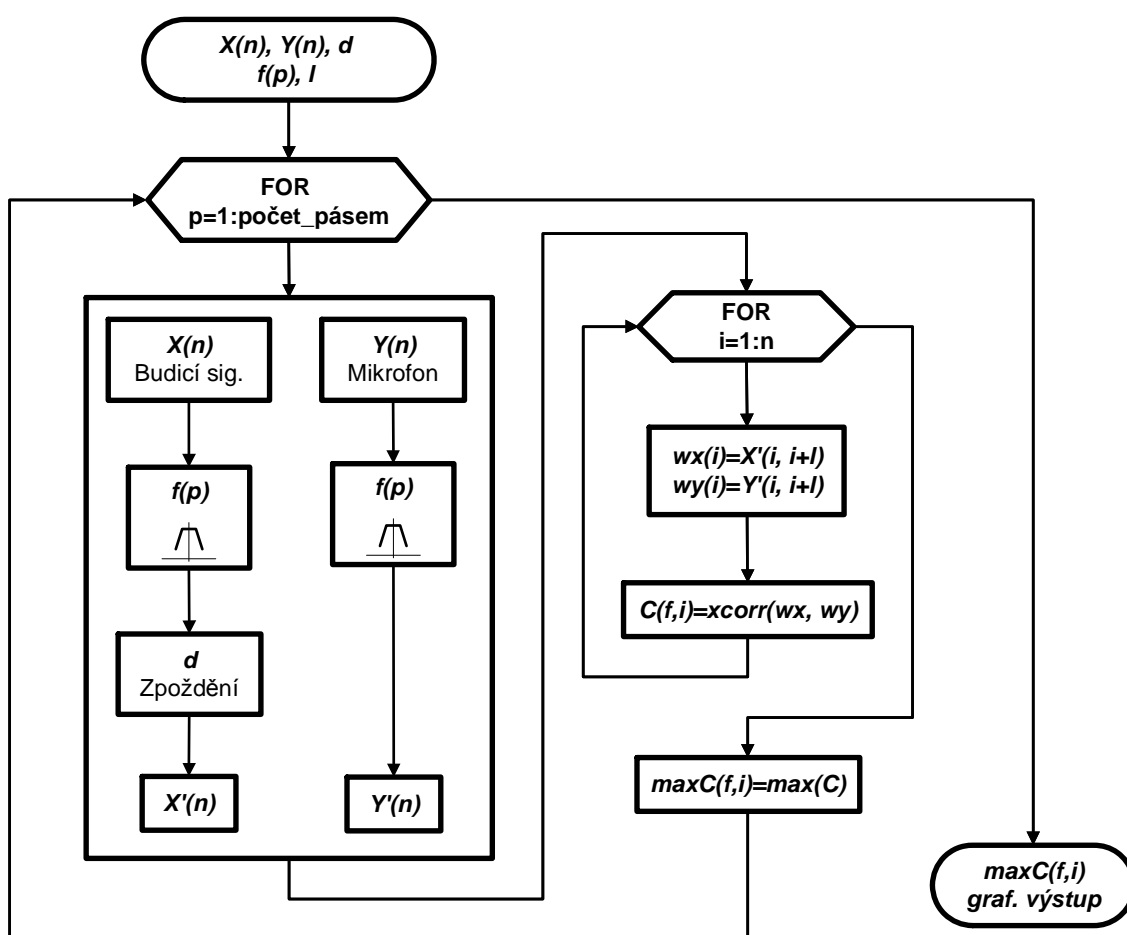 X(n), Y(n), d
f(p), l
FOR
p=1:počet_pásem
X(n)
Budicí sig.
Y(n)
Mikrofon
f(p)
f(p)
d
Zpoždění
X'(n)
Y'(n)
FOR
i=1:n
wx(i)=X'(i, i+l)
wy(i)=Y'(i, i+l)
C(f,i)=xcorr(wx, wy)
maxC(f,i)=max(C)
maxC(f,i)
graf. výstup